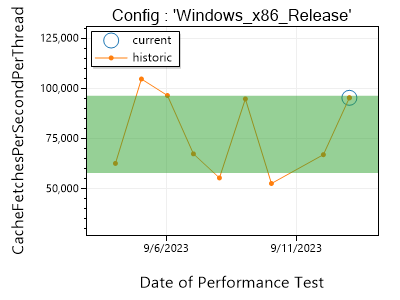 Config : 'Windows_x86_Release'
CacheFetchesPerSecondPerThread
125,000
100,000
75,000
50,000
current
historic
9/6/2023
9/11/2023
Date of Performance Test